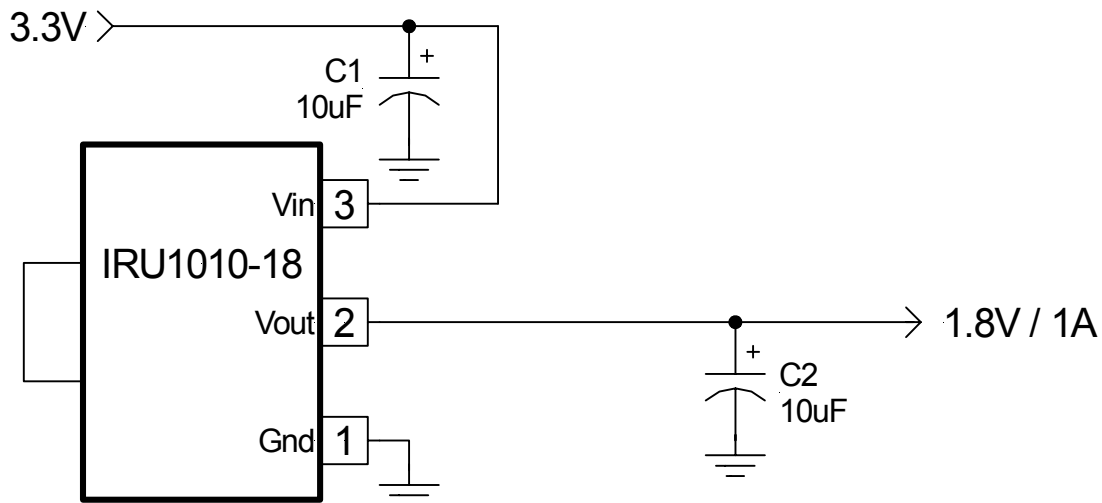 3.3V
+
C1
10uF
Vin 3
IRU1010-18
Vout 2
1.8V / 1A
+
C2
10uF
Gnd 1